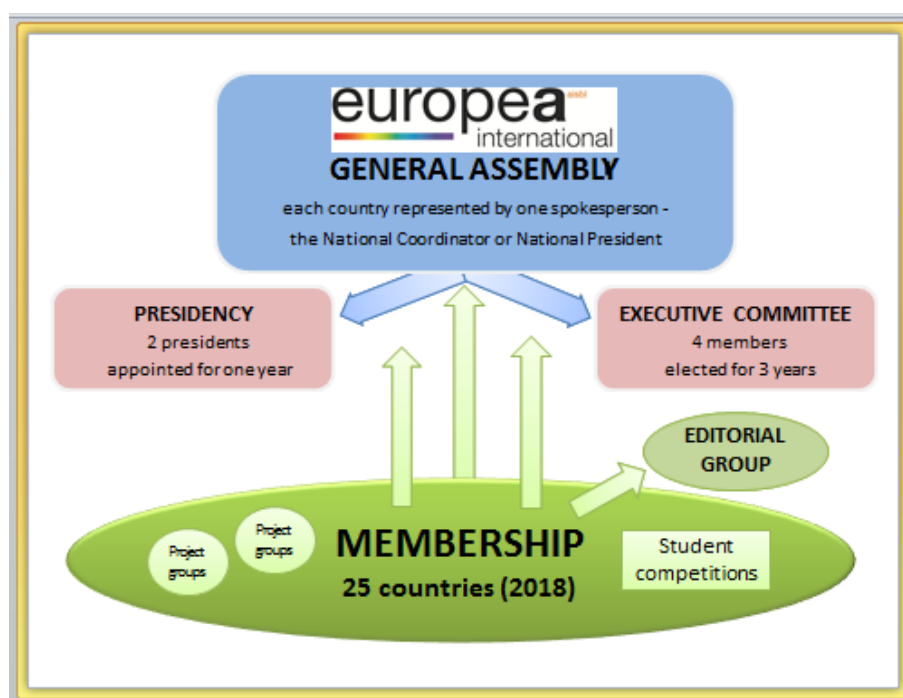 europea aisbl
international
GENERAL ASSEMBLY
each country represented by one spokesperson -
the National Coordinator or National President
PRESIDENCY
2 presidents
appointed for one year
EXECUTIVE COMMITTEE
4 members
elected for 3 years
EDITORIAL
GROUP
Project
groups
Project
groups
MEMBERSHIP
25 countries (2018)
Student
competitions